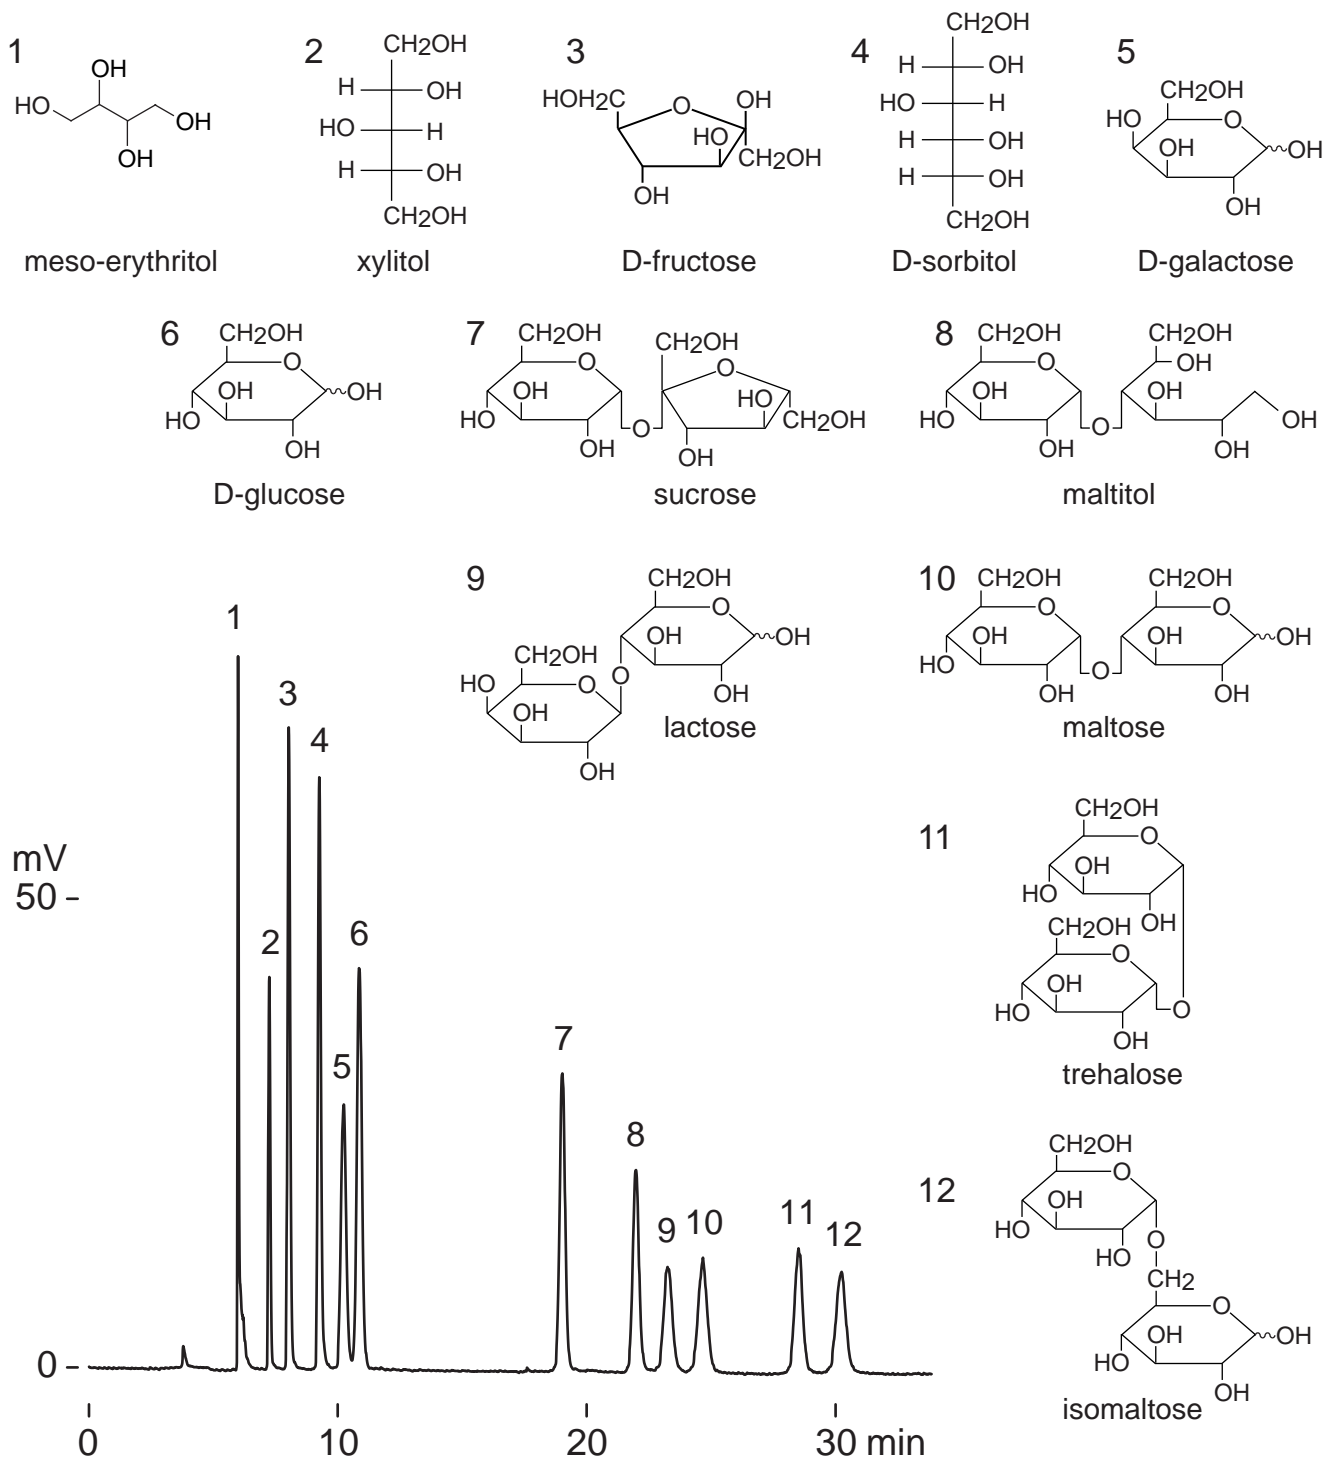 1
OH
HO
OH
OH
meso-erythritol
2
CH2OH
H OH
HO H
H OH
CH2OH
xylitol
3
HOH2C O OH
HO
CH2OH
OH
D-fructose
4
CH2OH
H OH
HO H
H OH
H OH
CH2OH
D-sorbitol
5
CH2OH
HO O
OH OH
OH
D-galactose
6
CH2OH
O
OH OH
HO
OH
D-glucose
7
CH2OH CH2OH
O O
OH HO
HO O CH2OH
OH OH
sucrose
8
CH2OH CH2OH
O OH
OH OH
HO O OH
OH OH
maltitol
9
CH2OH
O
OH OH
CH2OH
O OH
HO O
OH
OH
lactose
10
CH2OH CH2OH
O O
OH OH OH
HO O
OH OH
maltose
11
CH2OH
O
OH
HO
OH
CH2OH
O
OH
HO O
OH
trehalose
12
CH2OH
O
OH
HO
HO O
CH2
O
OH OH
HO
OH
isomaltose
mV
50
0
1
2
3
4
5
6
7
8
9
10
11
12
0 10 20 30 min